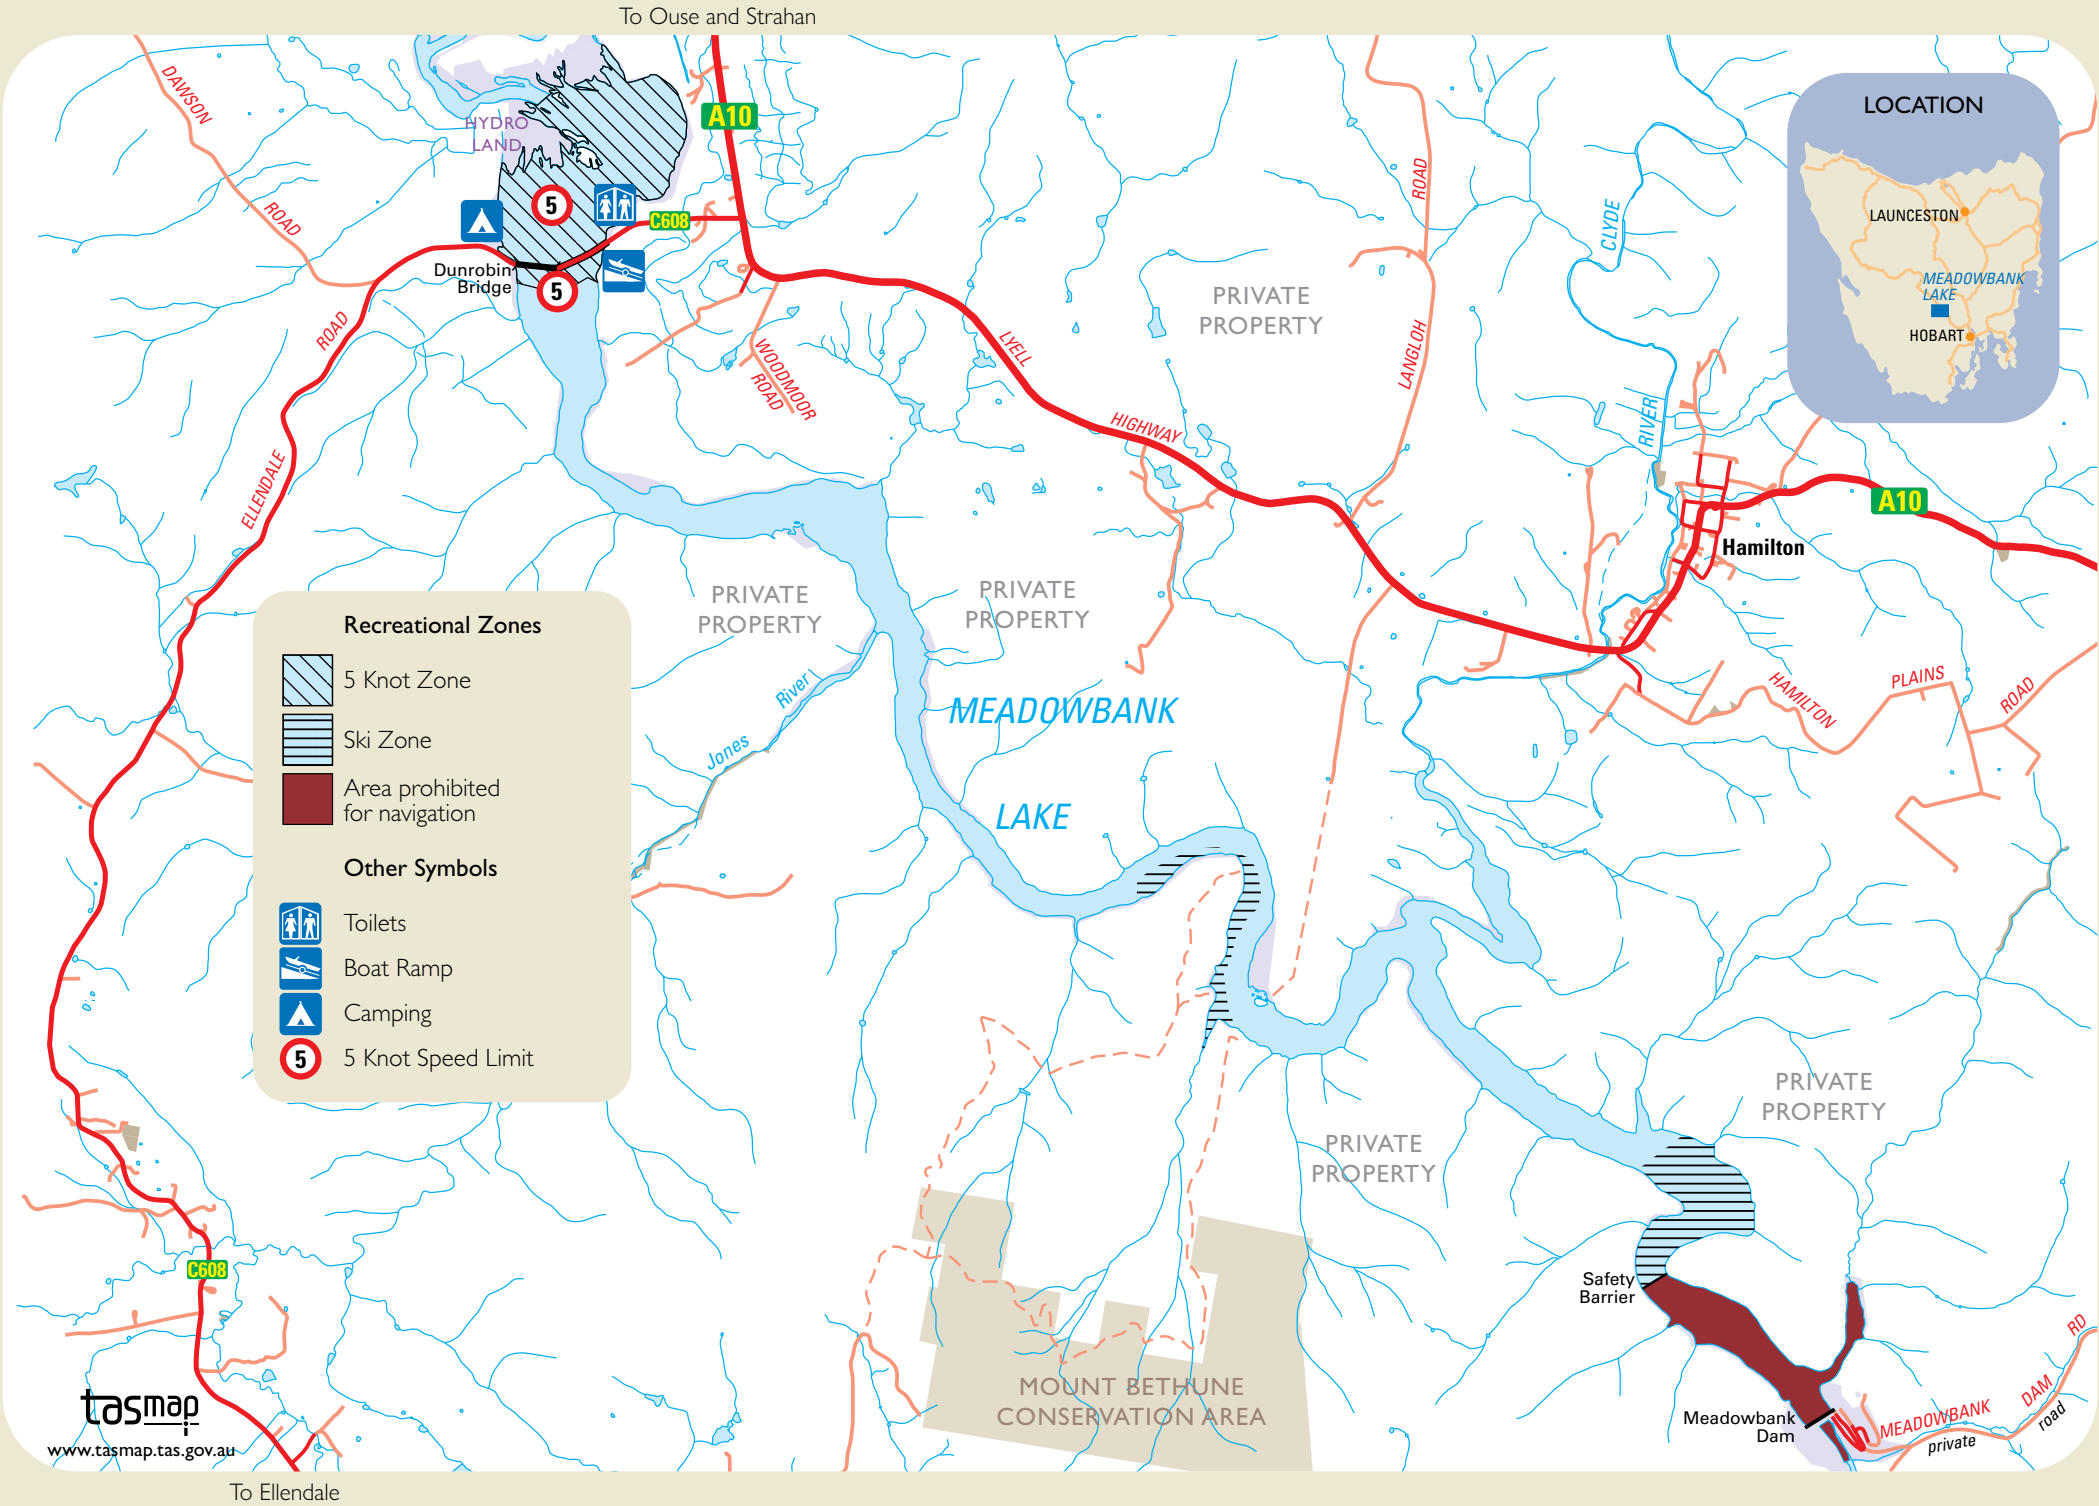 To Ouse and Strahan
DAWSON
ROAD
HYDRO
LAND
A10
5
C608
Dunrobin
Bridge
5
ROAD
ELLENDALE
WOODMOOR
ROAD
LYELL
HIGHWAY
PRIVATE
PROPERTY
ROAD
LANGLOH
CLYDE
RIVER
LOCATION
LAUNCESTON
MEADOWBANK
LAKE
HOBART
A10
Hamilton
HAMILTON
PLAINS
ROAD
PRIVATE
PROPERTY
PRIVATE
PROPERTY
Jones
River
MEADOWBANK
LAKE
Recreational Zones
5 Knot Zone
Ski Zone
Area prohibited
for navigation
Other Symbols
Toilets
Boat Ramp
Camping
5
5 Knot Speed Limit
PRIVATE
PROPERTY
PRIVATE
PROPERTY
C608
Safety
Barrier
MOUNT BETHUNE
CONSERVATION AREA
Meadowbank
Dam
MEADOWBANK
DAM
RD
private
road
tasmap
www.tasmap.tas.gov.au
To Ellendale